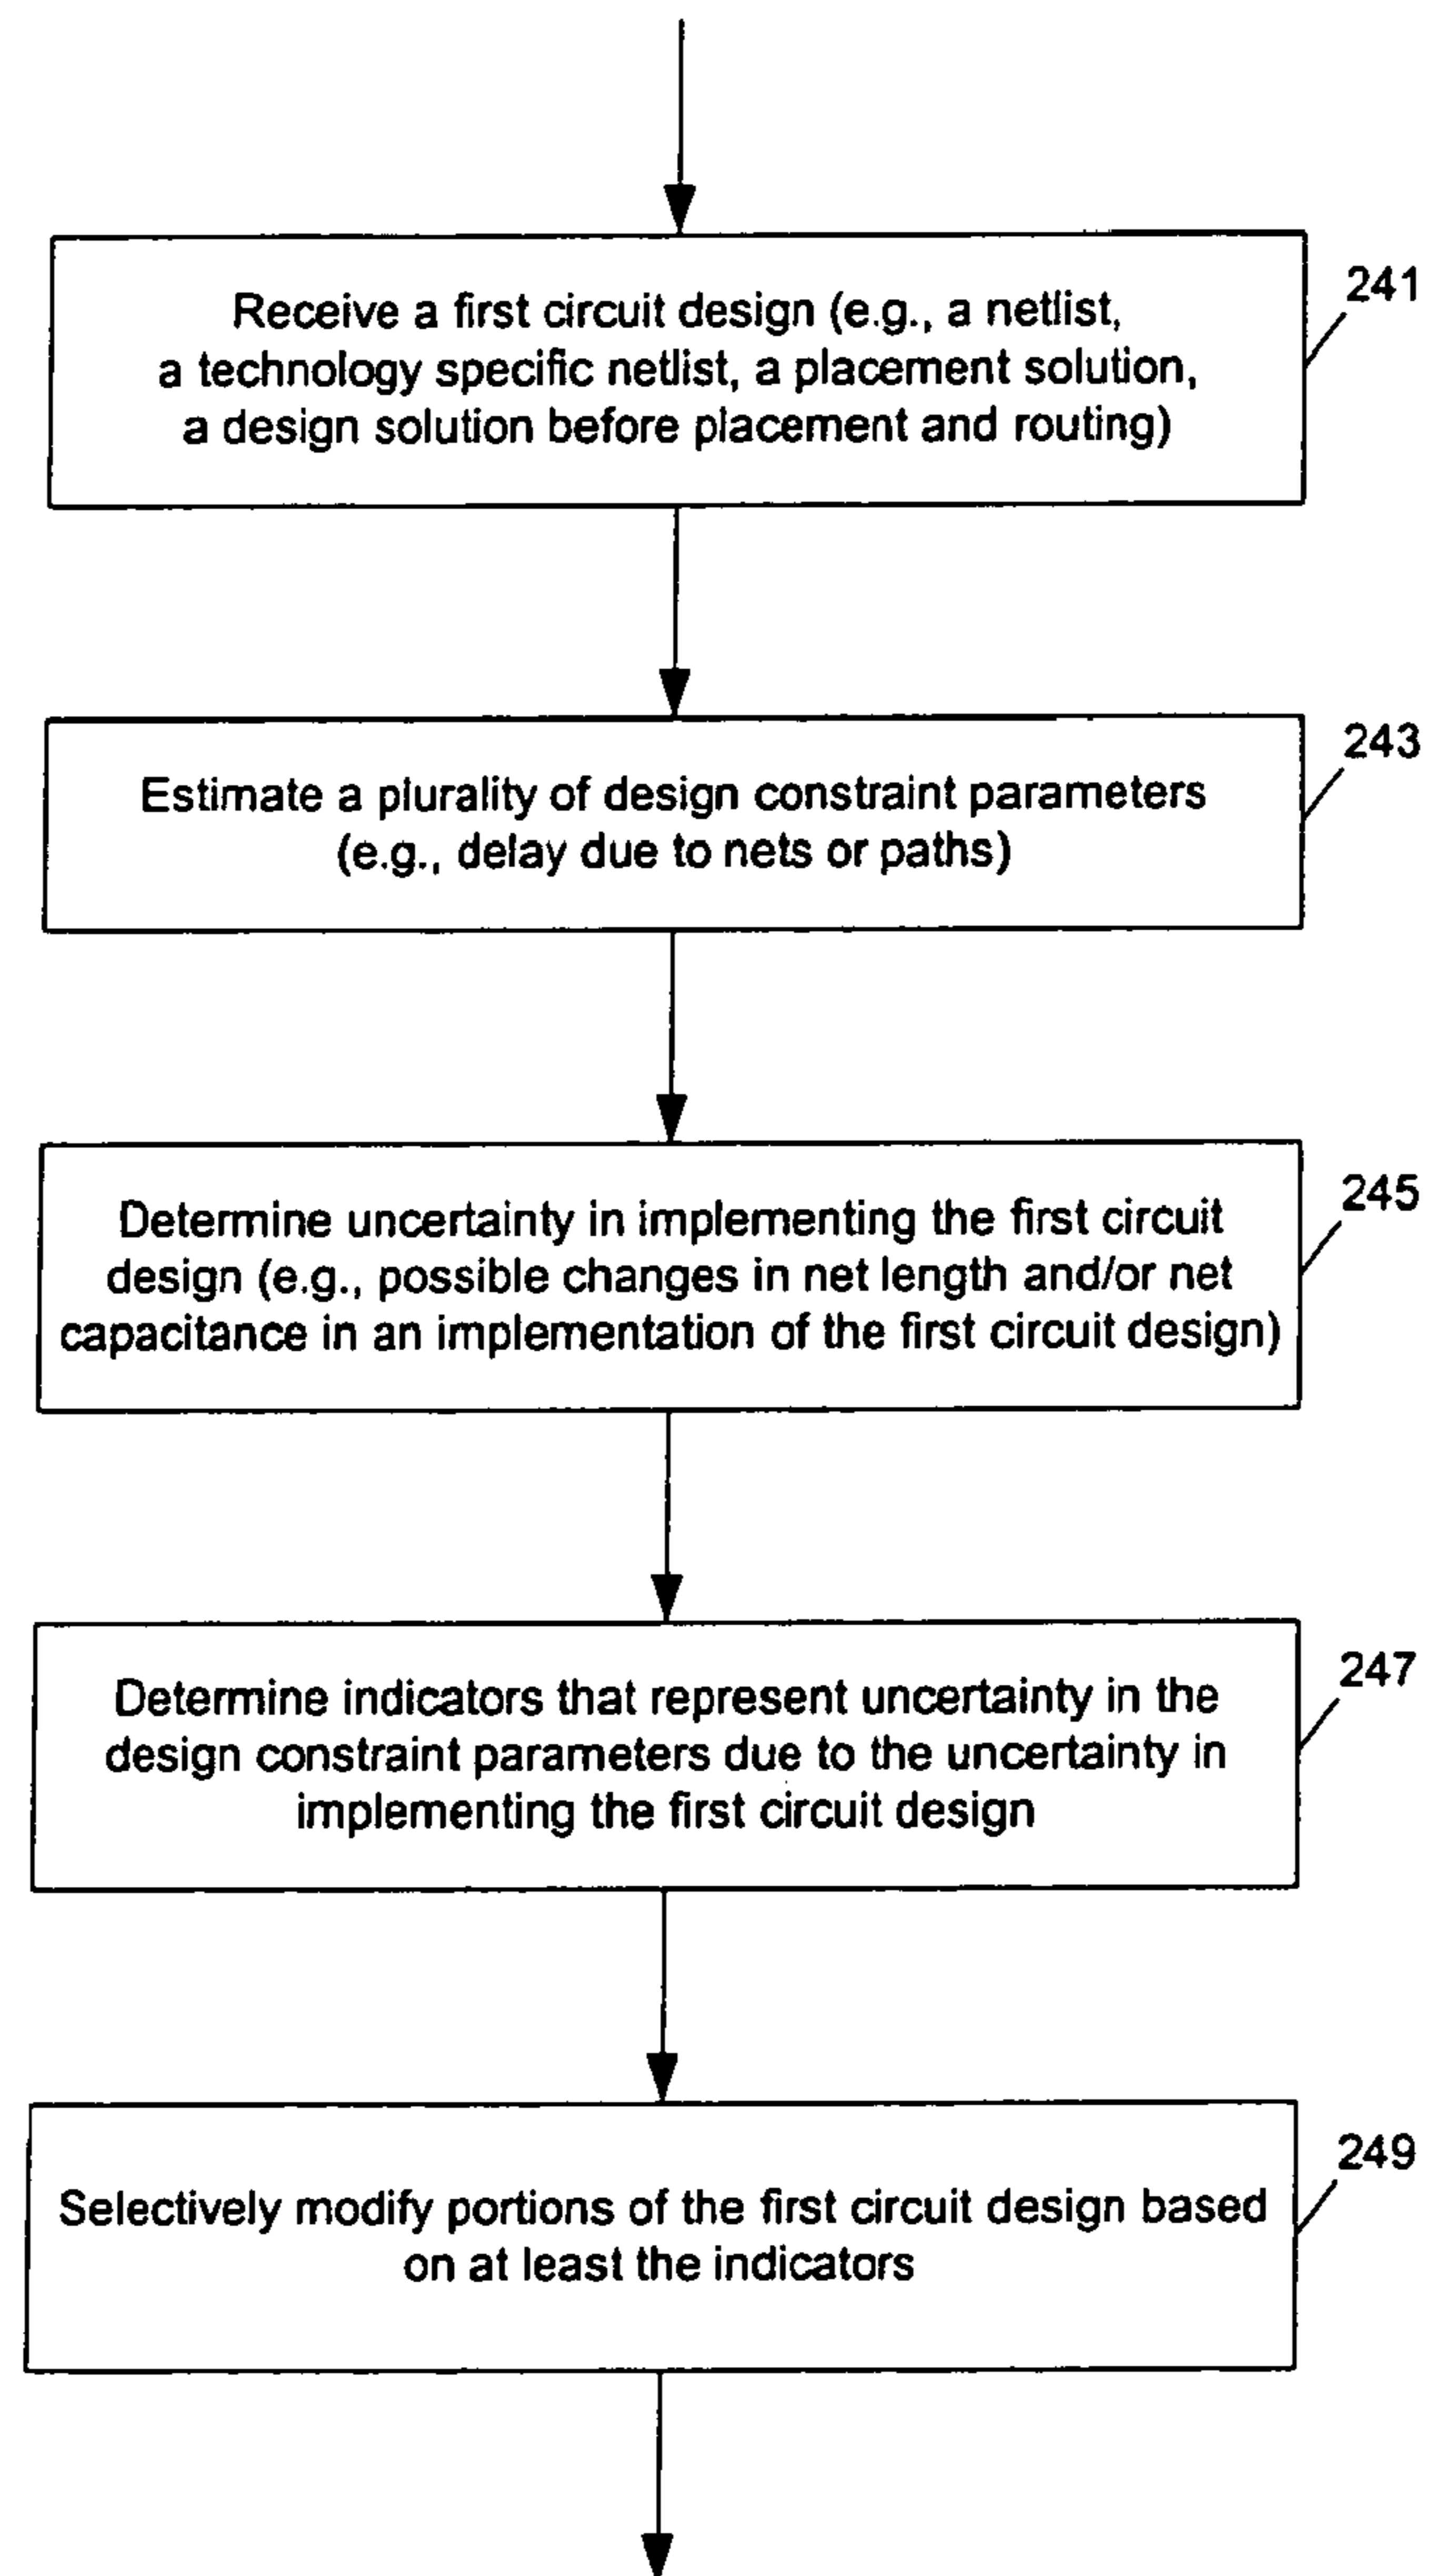 Receive a first circuit design (e.g., a netlist,
a technology specific netlist, a placement solution,
a design solution before placement and routing)
241
Estimate a plurality of design constraint parameters
(e.g., delay due to nets or paths)
243
Determine uncertainty in implementing the first circuit
design (e.g., possible changes in net length and/or net
capacitance in an implementation of the first circuit design)
245
Determine indicators that represent uncertainty in the
design constraint parameters due to the uncertainty in
implementing the first circuit design
247
Selectively modify portions of the first circuit design based
on at least the indicators
249